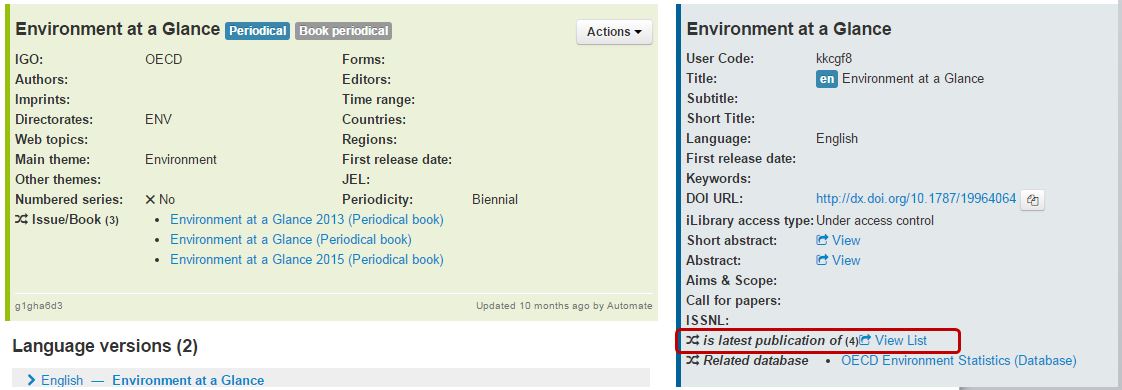 Environment at a Glance Periodical Book periodical
Actions
IGO: OECD Forms:
Authors: Editors:
Imprints: Time range:
Directorates: ENV Countries:
Web topics: Regions:
Main theme: Environment First release date:
Other themes: JEL:
Numbered series: No Periodicity: Biennial
Issue/Book (3) • Environment at a Glance 2013 (Periodical book)
• Environment at a Glance (Periodical book)
• Environment at a Glance 2015 (Periodical book)
g1gha6d3 Updated 10 months ago by Automate
Language versions (2)
English — Environment at a Glance
Environment at a Glance
User Code: kkcgf8
Title: en Environment at a Glance
Subtitle:
Short Title:
Language: English
First release date:
Keywords:
DOI URL: http://dx.doi.org/10.1787/19964064
iLibrary access type: Under access control
Short abstract: View
Abstract: View
Aims & Scope:
Call for papers:
ISSNL:
is latest publication of (4) View List
Related database • OECD Environment Statistics (Database)